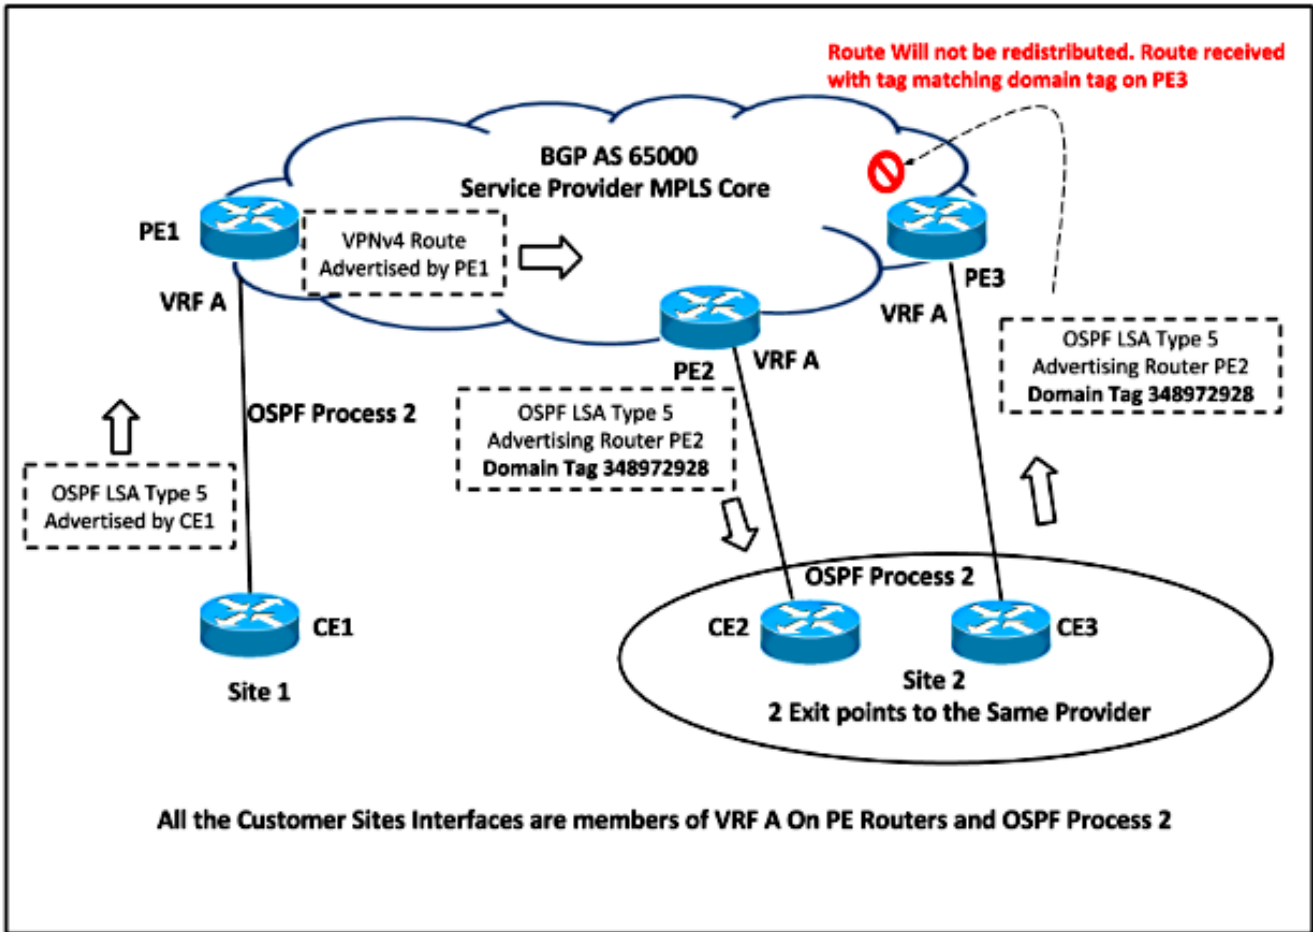 Route Will not be redistributed. Route received
with tag matching domain tag on PE3
BGP AS 65000
Service Provider MPLS Core
PE1
VPNv4 Route
Advertised by PE1
PE3
VRF A
VRF A
PE2
VRF A
OSPF LSA Type 5
Advertising Router PE2
Domain Tag 348972928
OSPF Process 2
OSPF LSA Type 5
Advertising Router PE2
Domain Tag 348972928
OSPF LSA Type 5
Advertised by CE1
OSPF Process 2
CE1
CE2
CE3
Site 1
Site 2
2 Exit points to the Same Provider
All the Customer Sites Interfaces are members of VRF A On PE Routers and OSPF Process 2